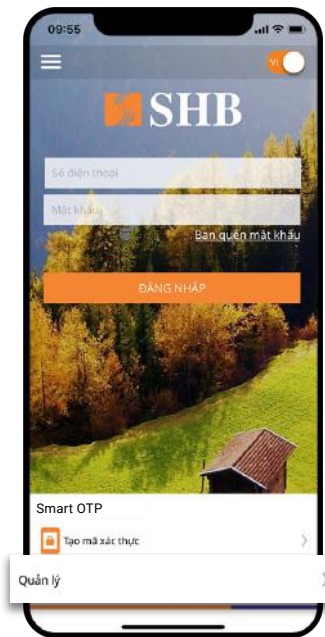 09:55
VI
SHB
Số điện thoại
Mật khẩu
Bạn quên mật khẩu
ĐĂNG NHẬP
Smart OTP
Tạo mã xác thực
Quản lý